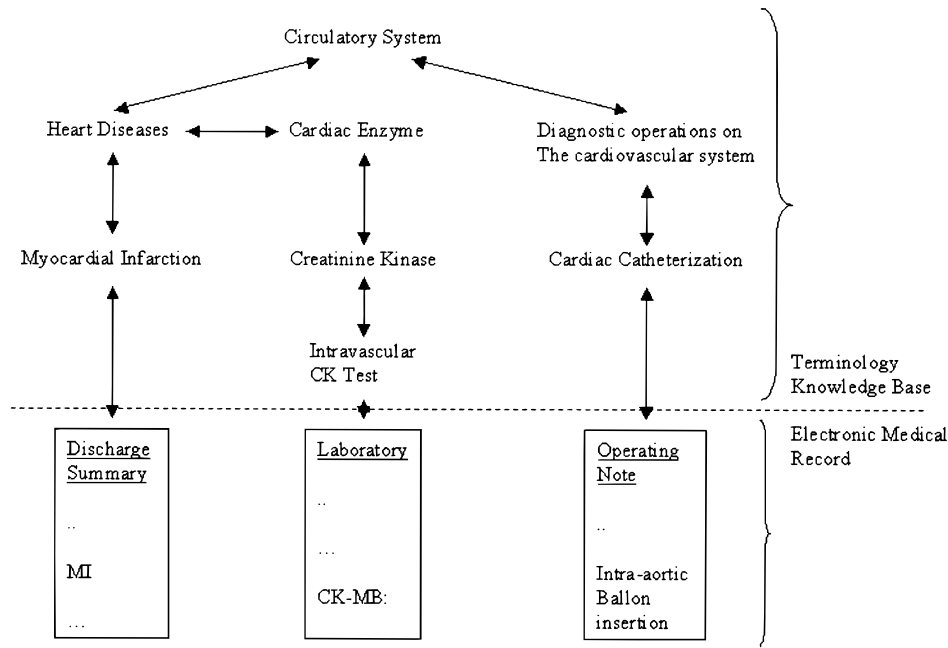 Circulatory System
Heart Diseases
Cardiac Enzyme
Diagnostic operations on
The cardiovascular system
Myocardial Infarction
Creatinine Kinase
Cardiac Catheterization
Intravascular
CK Test
Terminology
Knowledge Base
Electronic Medical
Record
Discharge
Summary
..
MI
...
Laboratory
..
...
CK-MB:
Operating
Note
..
Intra-aortic
Ballon
insertion